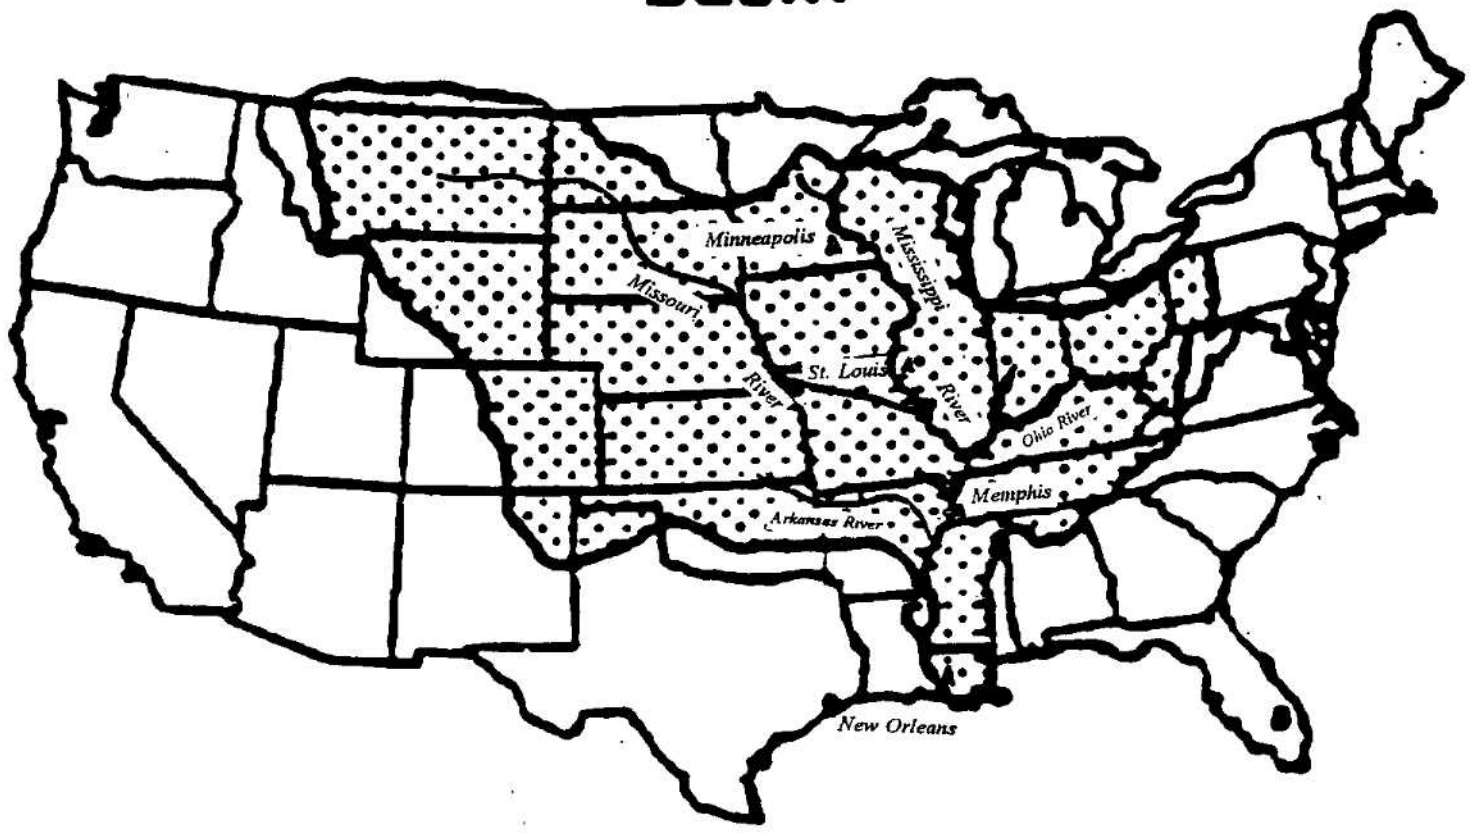 Minneapolis
Mississippi
Missouri
St. Louis
River
River
Ohio River
Memphis
Arkansas River
New Orleans